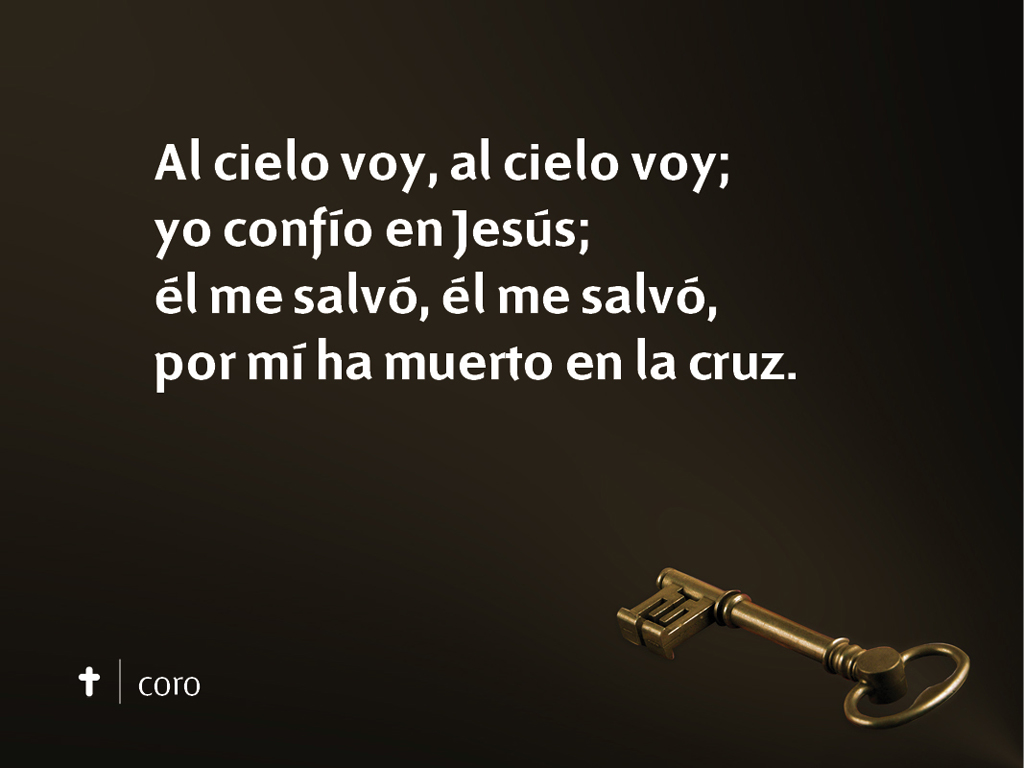 Al cielo voy, al cielo voy;
yo confío en Jesús;
él me salvó, él me salvó,
por mí ha muerto en la cruz.
coro